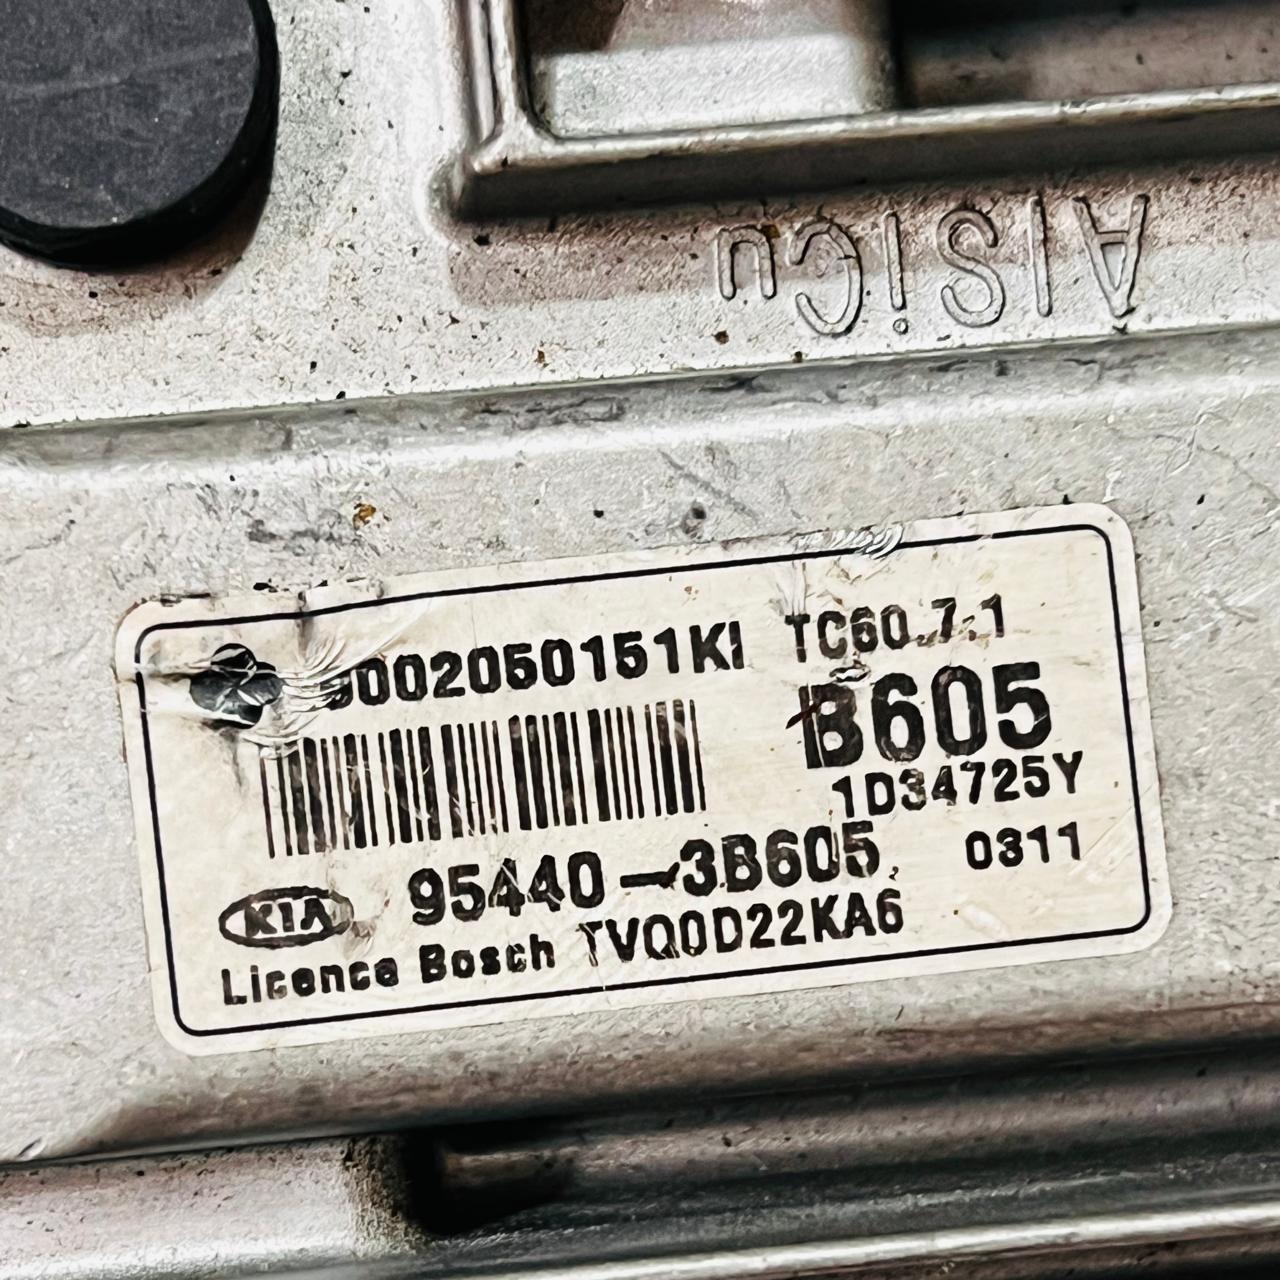 AlSiCu
9002050151KI TC60.7.1
B605
1D34725Y
95440-3B605 0311
KIA
Licence Bosch TVQ0D22KA6